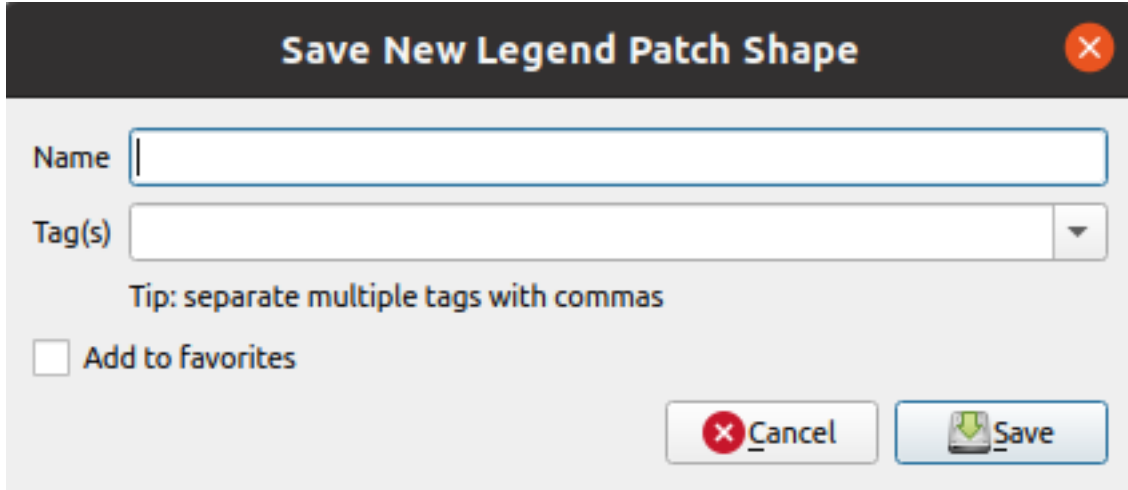 Save New Legend Patch Shape
Name
Tag(s)
Tip: separate multiple tags with commas
Add to favorites
Cancel Save